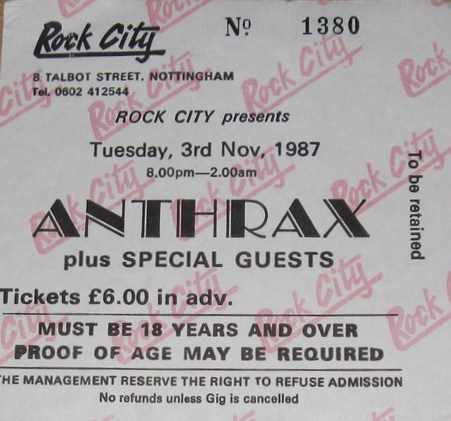 Rock City
Nº 1380
8 TALBOT STREET. NOTTINGHAM
Tel. 0602 412544
ROCK CITY presents
Tuesday, 3rd Nov, 1987
8.00pm—2.00am
ANTHRAX
plus SPECIAL GUESTS
To be retained
Tickets £6.00 in adv.
MUST BE 18 YEARS AND OVER
PROOF OF AGE MAY BE REQUIRED
THE MANAGEMENT RESERVE THE RIGHT TO REFUSE ADMISSION
No refunds unless Gig is cancelled